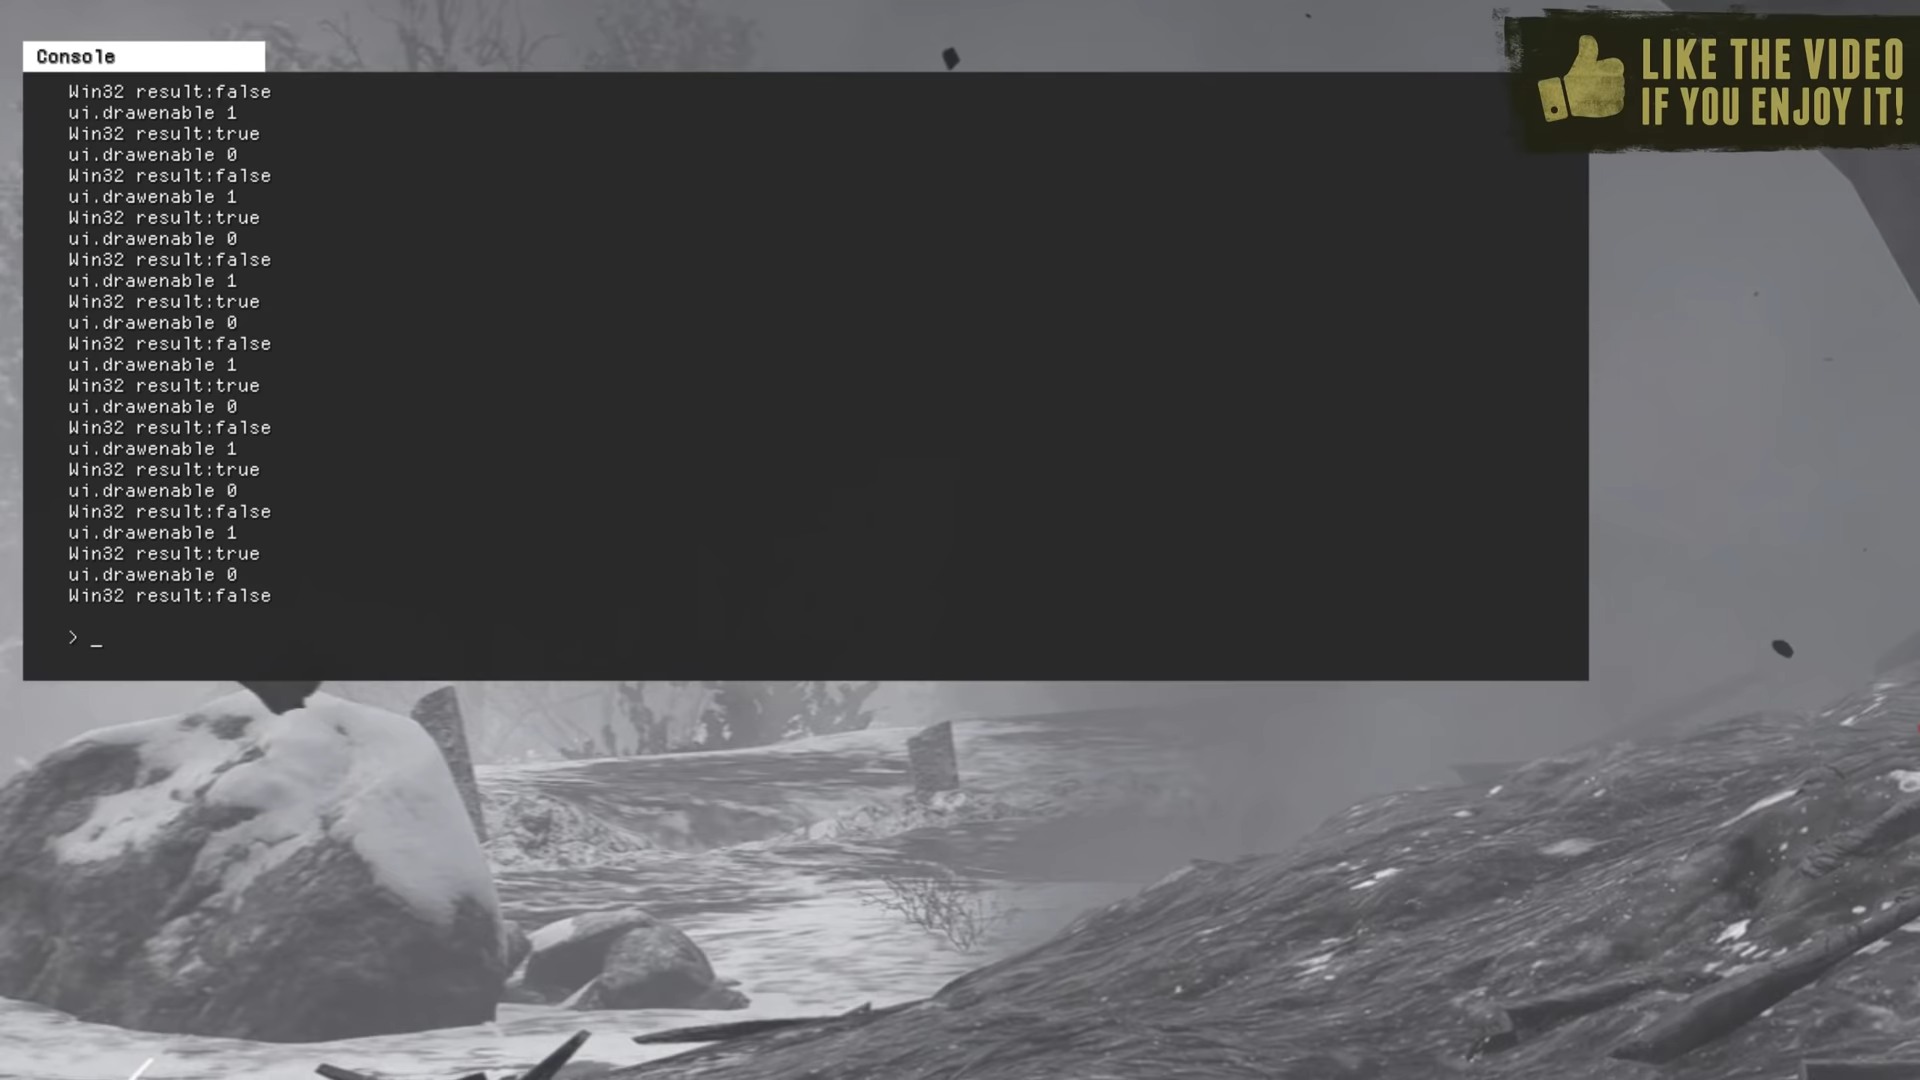 Console
Win32 result:false
ui.drawenable 1
Win32 result:true
ui.drawenable 0
Win32 result:false
ui.drawenable 1
Win32 result:true
ui.drawenable 0
Win32 result:false
ui.drawenable 1
Win32 result:true
ui.drawenable 0
Win32 result:false
ui.drawenable 1
Win32 result:true
ui.drawenable 0
Win32 result:false
ui.drawenable 1
Win32 result:true
ui.drawenable 0
Win32 result:false
ui.drawenable 1
Win32 result:true
ui.drawenable 0
Win32 result:false
> _
LIKE THE VIDEO
IF YOU ENJOY IT!